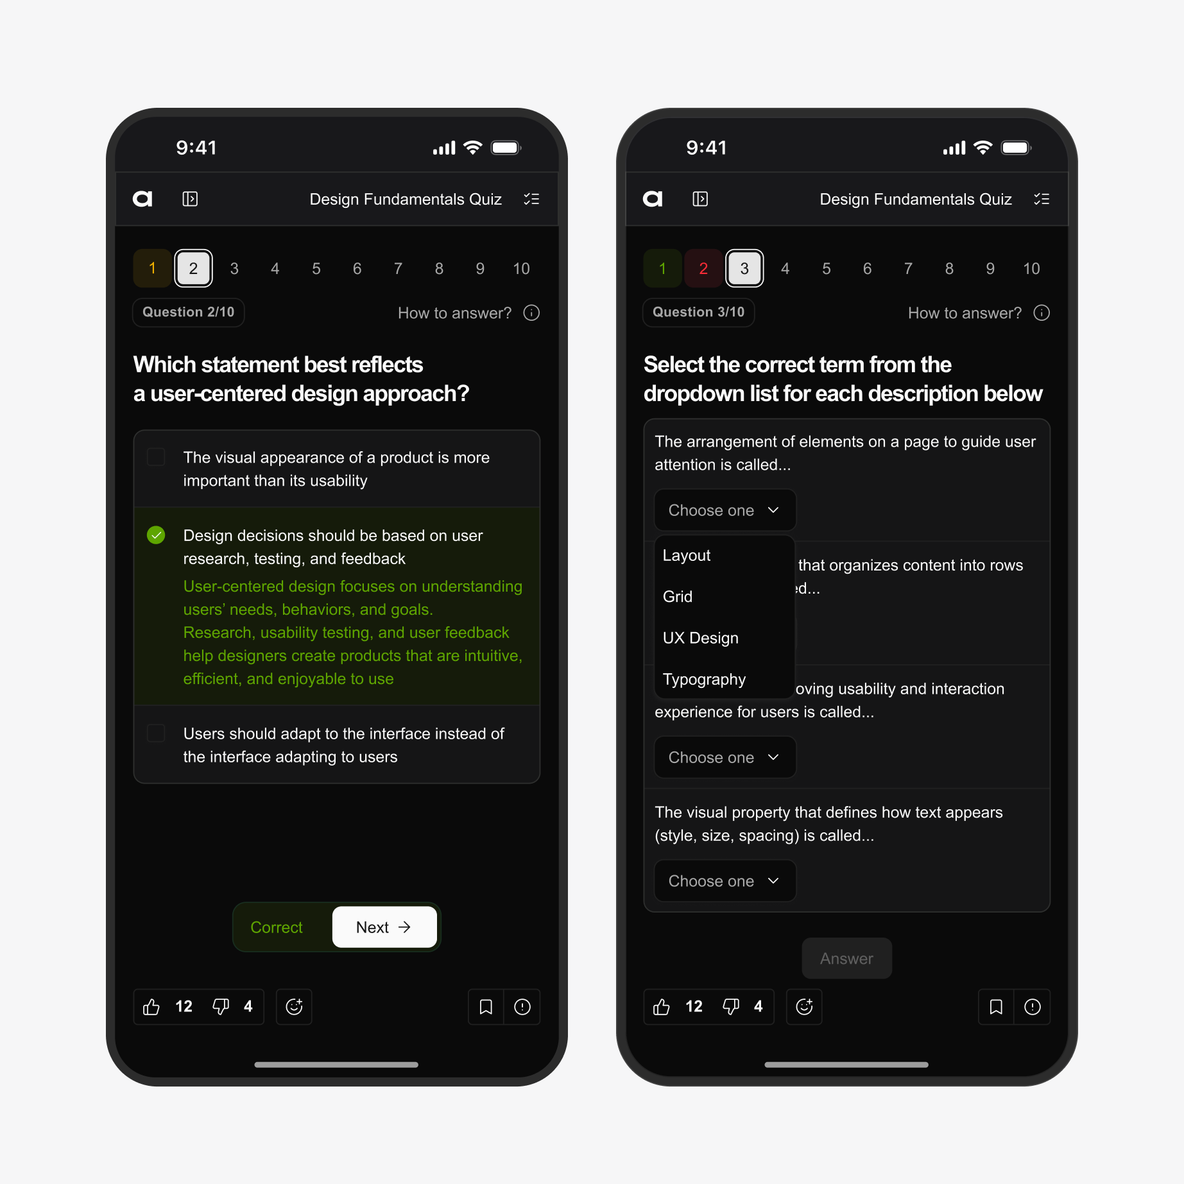 9:41
a
Design Fundamentals Quiz
1 2 3 4 5 6 7 8 9 10
Question 2/10
How to answer?
Which statement best reflects
a user-centered design approach?
The visual appearance of a product is more
important than its usability
Design decisions should be based on user
research, testing, and feedback
User-centered design focuses on understanding
users’ needs, behaviors, and goals.
Research, usability testing, and user feedback
help designers create products that are intuitive,
efficient, and enjoyable to use
Users should adapt to the interface instead of
the interface adapting to users
Correct
Next
12 4
9:41
a
Design Fundamentals Quiz
1 2 3 4 5 6 7 8 9 10
Question 3/10
How to answer?
Select the correct term from the
dropdown list for each description below
The arrangement of elements on a page to guide user
attention is called...
Choose one
Layout
Grid
UX Design
Typography
that organizes content into rows
usability and interaction
experience for users is called...
Choose one
The visual property that defines how text appears
(style, size, spacing) is called...
Choose one
Answer
12 4